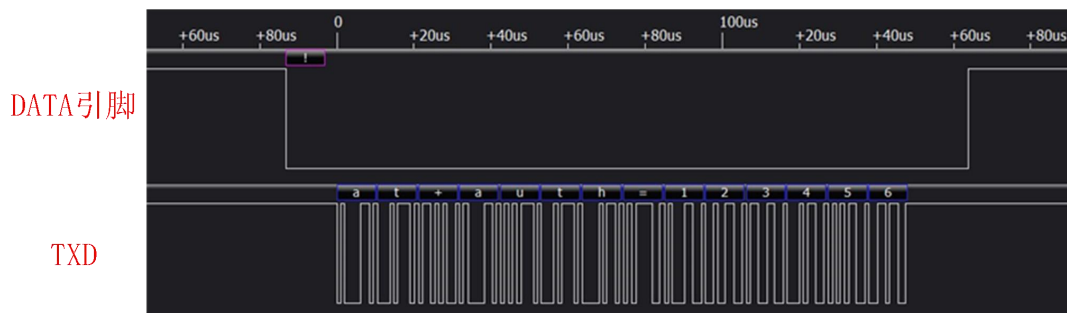 0 100us
+60us +80us +20us +40us +60us +80us +20us +40us +60us +80us
!
DATA引脚
a t + a u t h = 1 2 3 4 5 6
TXD